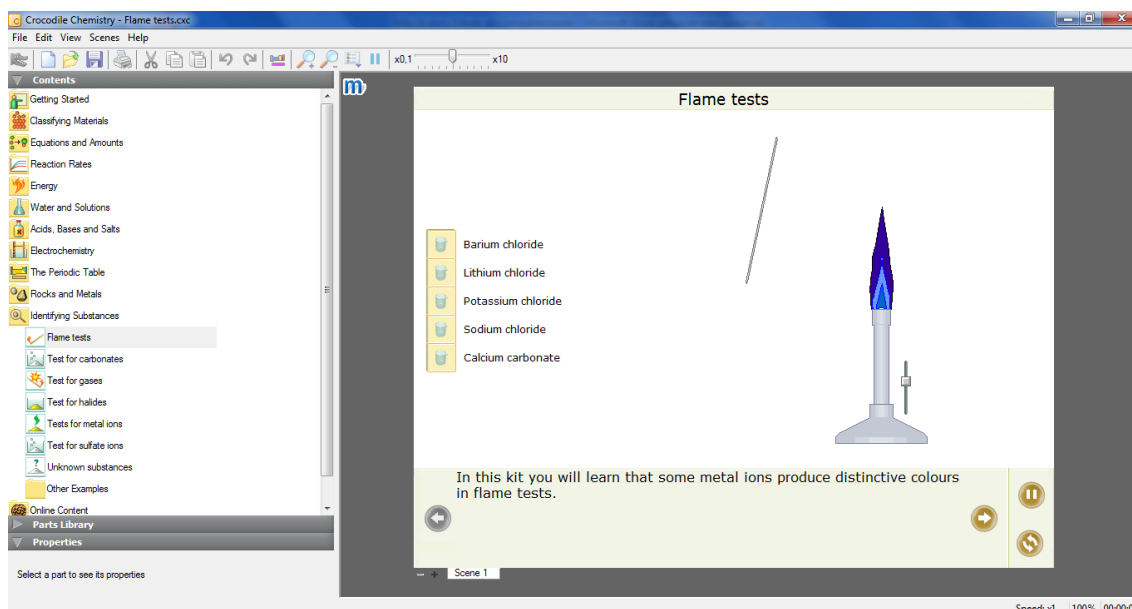 Crocodile Chemistry - Flame tests.cxc
File Edit View Scenes Help
x0,1 x10
Contents
Getting Started
Classifying Materials
Equations and Amounts
Reaction Rates
Energy
Water and Solutions
Acids, Bases and Salts
Electrochemistry
The Periodic Table
Rocks and Metals
Identifying Substances
Flame tests
Test for carbonates
Test for gases
Test for halides
Tests for metal ions
Test for sulfate ions
Unknown substances
Other Examples
Online Content
Parts Library
Properties
Select a part to see its properties
m
Flame tests
Barium chloride
Lithium chloride
Potassium chloride
Sodium chloride
Calcium carbonate
In this kit you will learn that some metal ions produce distinctive colours
in flame tests.
Scene 1
Speed: x1 100% 00:00: